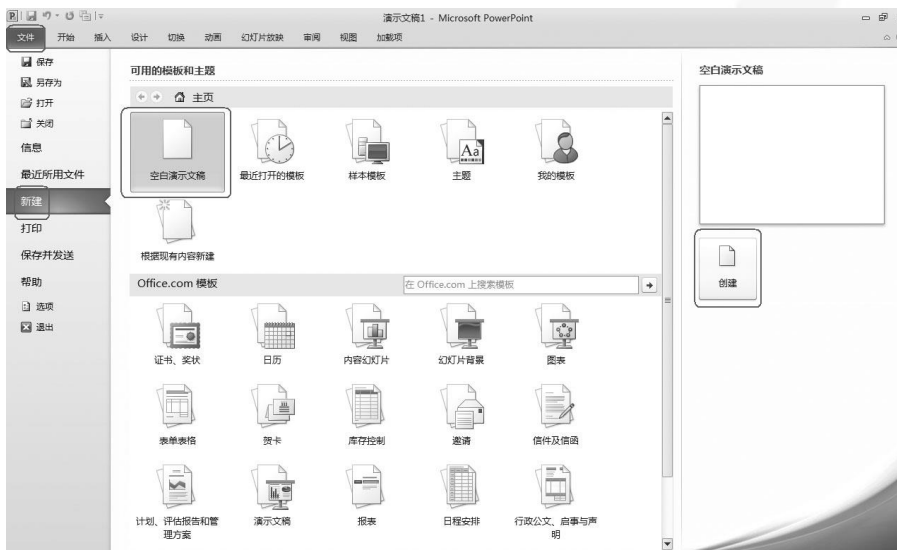 演示文稿1 - Microsoft PowerPoint
文件 开始 插入 设计 切换 动画 幻灯片放映 审阅 视图 加载项
保存
另存为
打开
关闭
信息
最近所用文件
新建
打印
保存并发送
帮助
选项
退出
可用的模板和主题
主页
空白演示文稿 最近打开的模板 样本模板 主题 我的模板
根据现有内容新建
Office.com 模板 在 Office.com 上搜索模板
证书、奖状 日历 内容幻灯片 幻灯片背景 图表
表单表格 贺卡 库存控制 邀请 信件及信函
计划、评估报告和管 演示文稿 报表 日程安排 行政公文、启事与声
理方案 明
空白演示文稿
创建